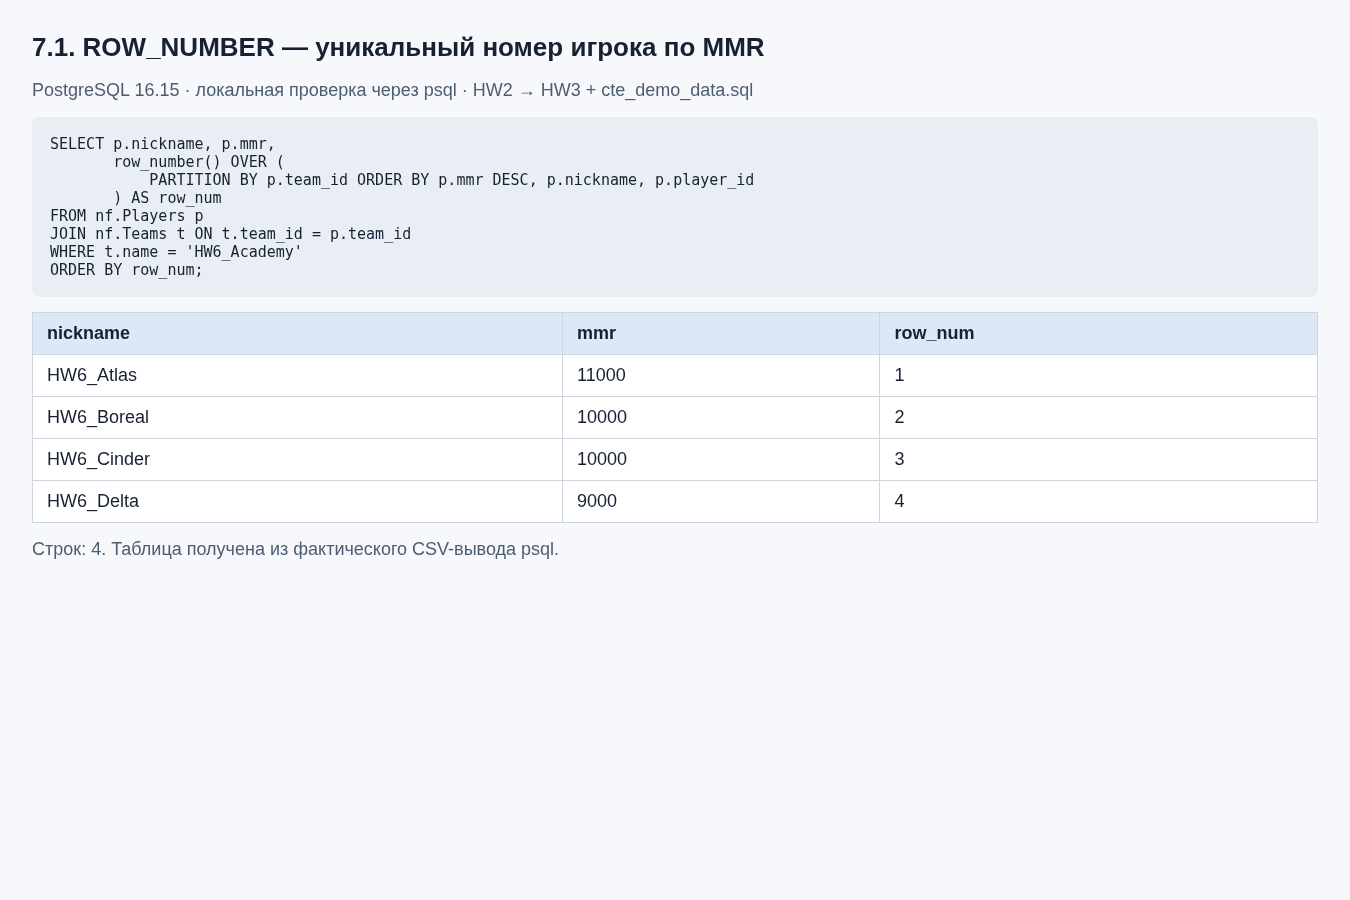 7.1. ROW_NUMBER — уникальный номер игрока по MMR
PostgreSQL 16.15 · локальная проверка через psql · HW2 → HW3 + cte_demo_data.sql
SELECT p.nickname, p.mmr,
       row_number() OVER (
           PARTITION BY p.team_id ORDER BY p.mmr DESC, p.nickname, p.player_id
       ) AS row_num
FROM nf.Players p
JOIN nf.Teams t ON t.team_id = p.team_id
WHERE t.name = 'HW6_Academy'
ORDER BY row_num;
nickname mmr row_num
HW6_Atlas 11000 1
HW6_Boreal 10000 2
HW6_Cinder 10000 3
HW6_Delta 9000 4
Строк: 4. Таблица получена из фактического CSV-вывода psql.